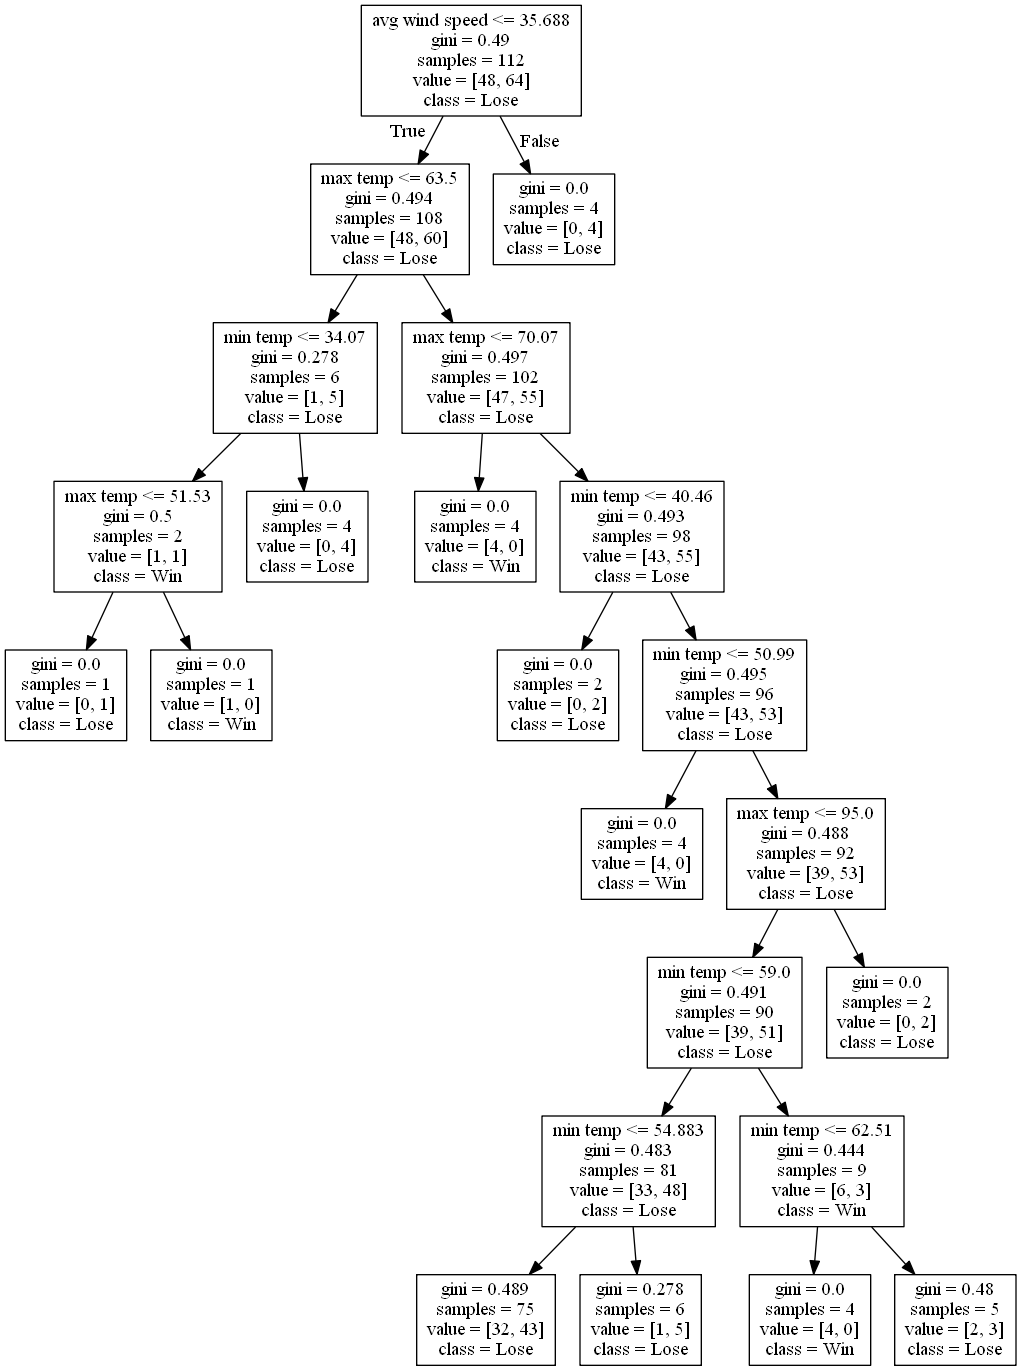 avg wind speed <= 35.688
gini = 0.49
samples = 112
value = [48, 64]
class = Lose
True
False
max temp <= 63.5
gini = 0.494
samples = 108
value = [48, 60]
class = Lose
gini = 0.0
samples = 4
value = [0, 4]
class = Lose
min temp <= 34.07
gini = 0.278
samples = 6
value = [1, 5]
class = Lose
max temp <= 70.07
gini = 0.497
samples = 102
value = [47, 55]
class = Lose
max temp <= 51.53
gini = 0.5
samples = 2
value = [1, 1]
class = Win
gini = 0.0
samples = 4
value = [0, 4]
class = Lose
gini = 0.0
samples = 4
value = [4, 0]
class = Win
min temp <= 40.46
gini = 0.493
samples = 98
value = [43, 55]
class = Lose
gini = 0.0
samples = 1
value = [0, 1]
class = Lose
gini = 0.0
samples = 1
value = [1, 0]
class = Win
gini = 0.0
samples = 2
value = [0, 2]
class = Lose
min temp <= 50.99
gini = 0.495
samples = 96
value = [43, 53]
class = Lose
gini = 0.0
samples = 4
value = [4, 0]
class = Win
max temp <= 95.0
gini = 0.488
samples = 92
value = [39, 53]
class = Lose
min temp <= 59.0
gini = 0.491
samples = 90
value = [39, 51]
class = Lose
gini = 0.0
samples = 2
value = [0, 2]
class = Lose
min temp <= 54.883
gini = 0.483
samples = 81
value = [33, 48]
class = Lose
min temp <= 62.51
gini = 0.444
samples = 9
value = [6, 3]
class = Win
gini = 0.489
samples = 75
value = [32, 43]
class = Lose
gini = 0.278
samples = 6
value = [1, 5]
class = Lose
gini = 0.0
samples = 4
value = [4, 0]
class = Win
gini = 0.48
samples = 5
value = [2, 3]
class = Lose